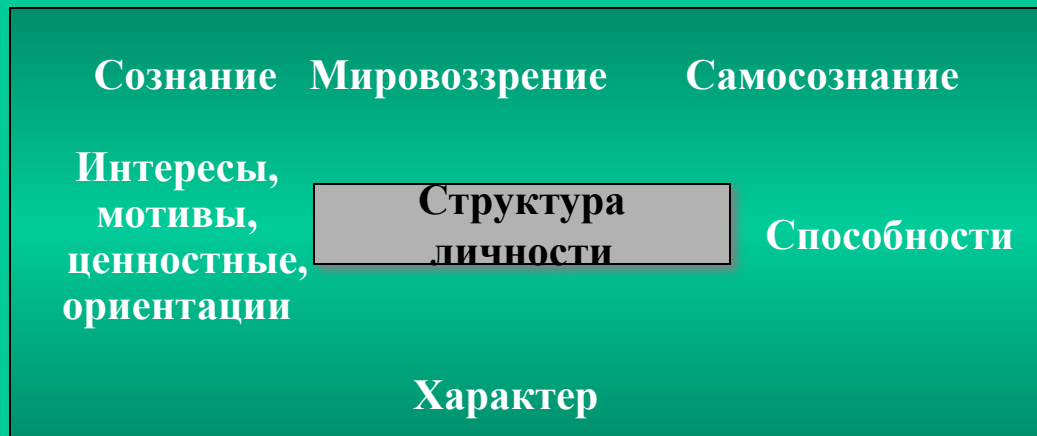 Сознание Мировоззрение Самосознание
Интересы,
мотивы,
ценностные,
ориентации
Структура
личности
Способности
Характер